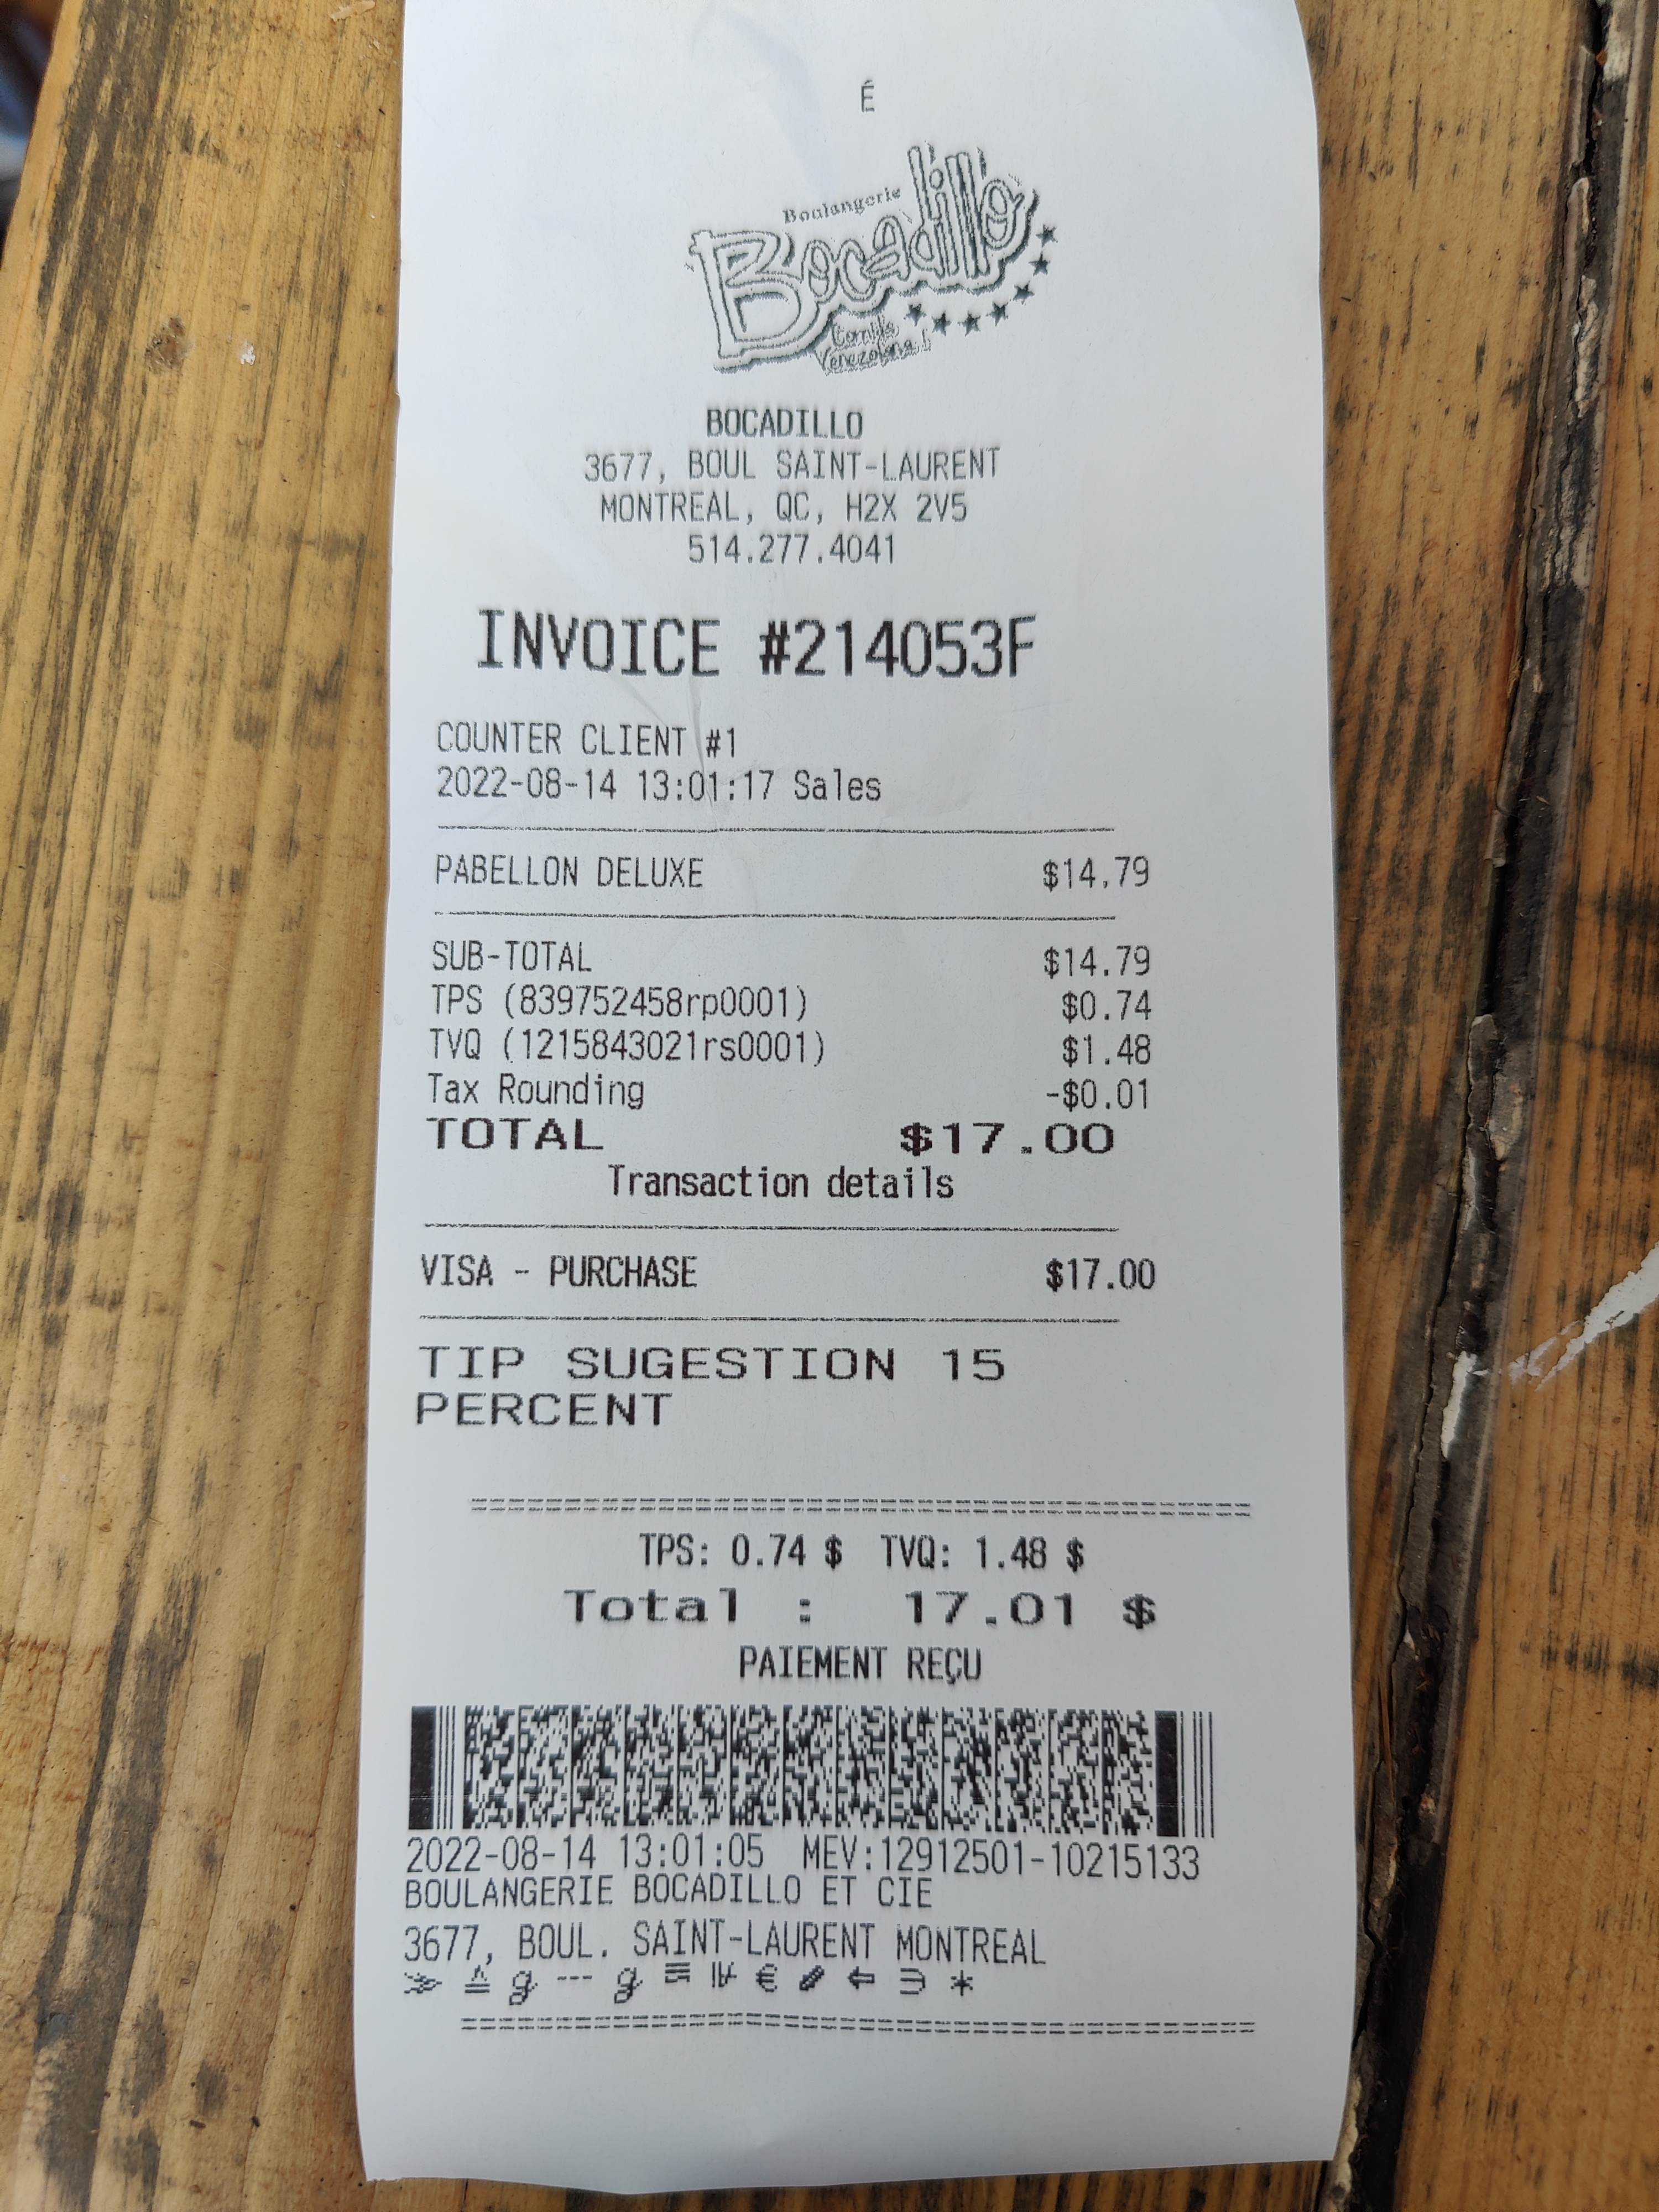 É
Boulangerie
Bocadillo
Comida
Venezolana!
BOCADILLO
3677, BOUL SAINT-LAURENT
MONTREAL, QC, H2X 2V5
514.277.4041
INVOICE #214053F
COUNTER CLIENT #1
2022-08-14 13:01:17 Sales
PABELLON DELUXE $14.79
SUB-TOTAL $14.79
TPS (839752458rp0001) $0.74
TVQ (1215843021rs0001) $1.48
Tax Rounding -$0.01
TOTAL $17.00
Transaction details
VISA - PURCHASE $17.00
TIP SUGESTION 15
PERCENT
TPS: 0.74 $ TVQ: 1.48 $
Total : 17.01 $
PAIEMENT REÇU
2022-08-14 13:01:05 MEV:12912501-10215133
BOULANGERIE BOCADILLO ET CIE
3677, BOUL. SAINT-LAURENT MONTREAL